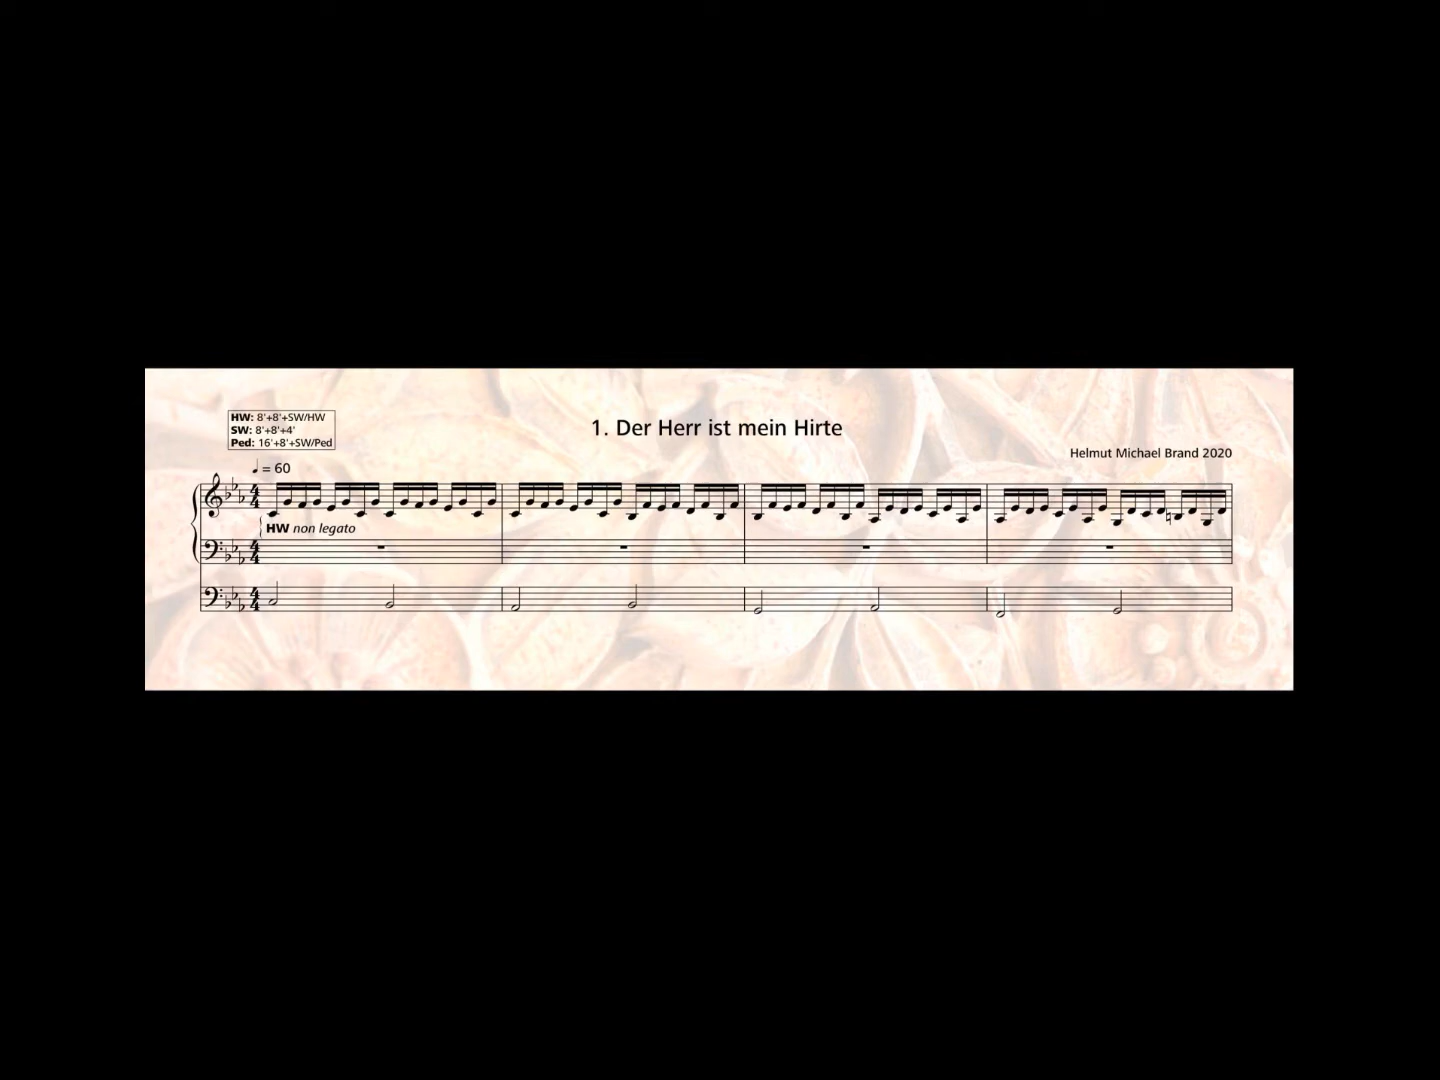 HW: 8'+8'+SW/HW
SW: 8'+8'+4'
Ped: 16'+8'+SW/Ped
1. Der Herr ist mein Hirte
Helmut Michael Brand 2020
♩ = 60
HW non legato